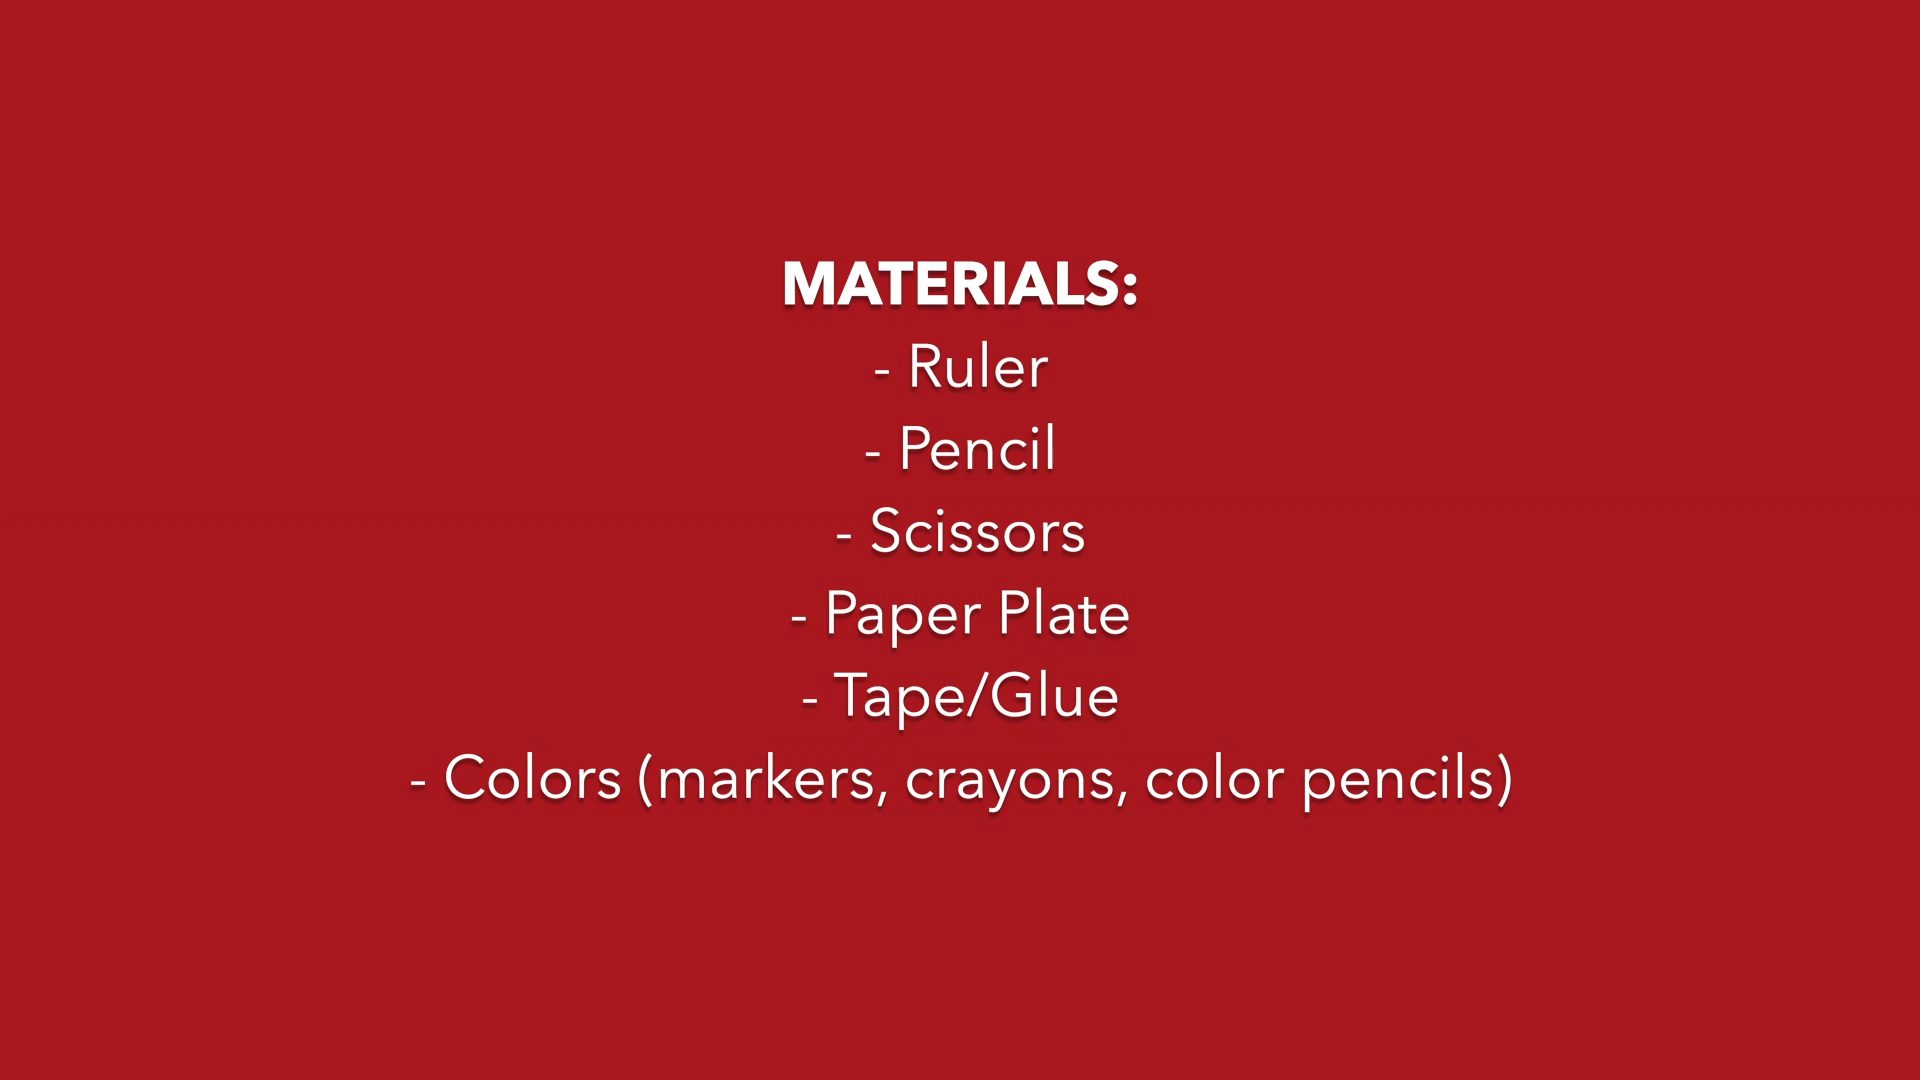 MATERIALS:
- Ruler
- Pencil
- Scissors
- Paper Plate
- Tape/Glue
- Colors (markers, crayons, color pencils)